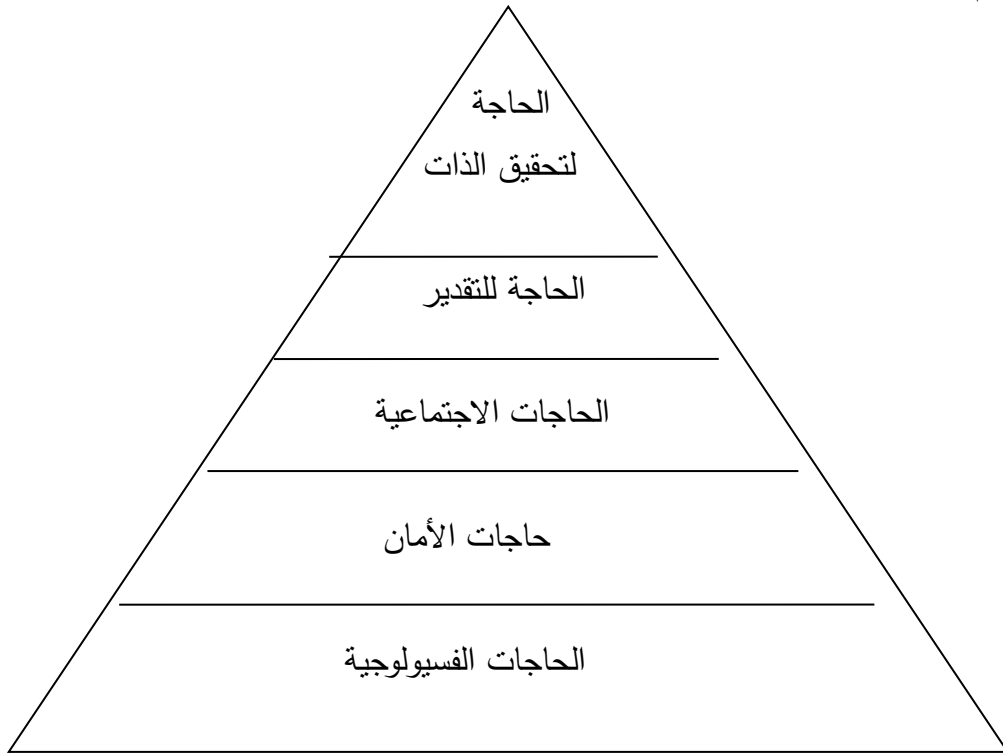 الحاجة
لتحقيق الذات
الحاجة للتقدير
الحاجات الاجتماعية
حاجات الأمان
الحاجات الفسيولوجية